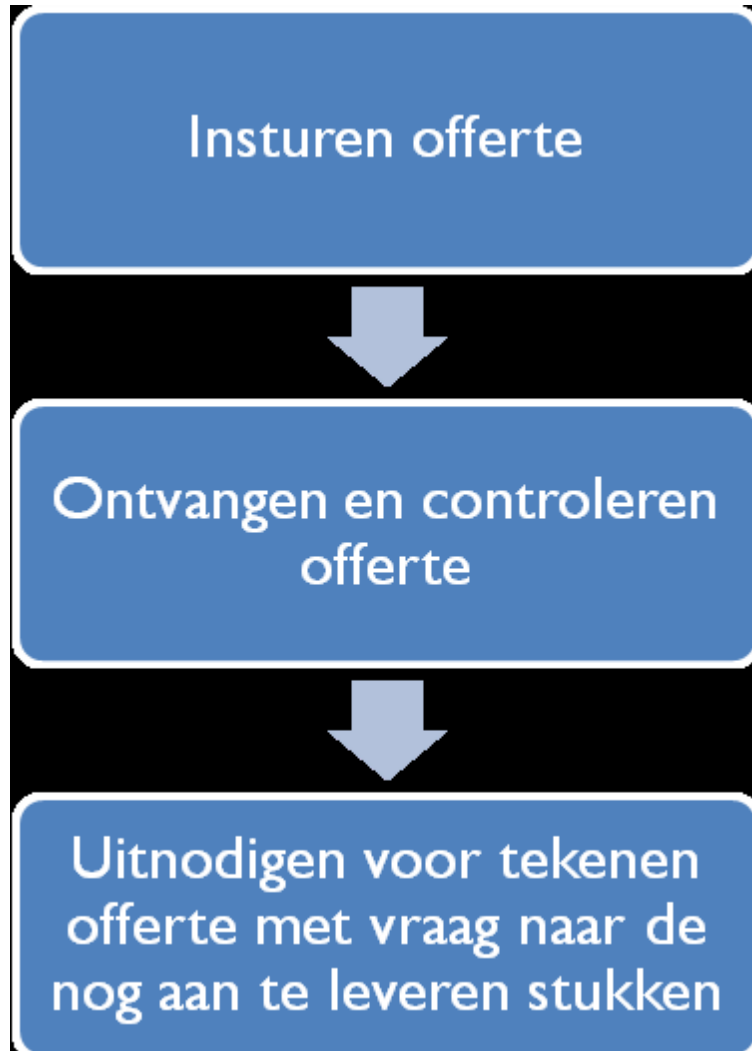 Insturen offerte
Ontvangen en controleren
offerte
Uitnodigen voor tekenen
offerte met vraag naar de
nog aan te leveren stukken